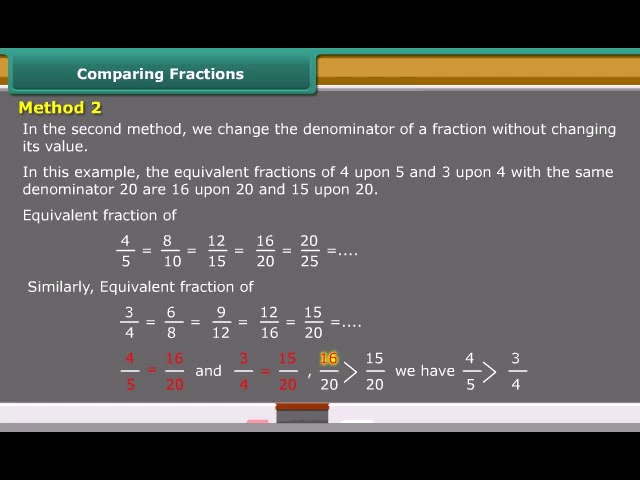 Comparing Fractions
Method 2
In the second method, we change the denominator of a fraction without changing
its value.
In this example, the equivalent fractions of 4 upon 5 and 3 upon 4 with the same
denominator 20 are 16 upon 20 and 15 upon 20.
Equivalent fraction of
4/5 = 8/10 = 12/15 = 16/20 = 20/25 =....
Similarly, Equivalent fraction of
3/4 = 6/8 = 9/12 = 12/16 = 15/20 =....
4/5 = 16/20 and 3/4 = 15/20 , 16/20 > 15/20 we have 4/5 > 3/4